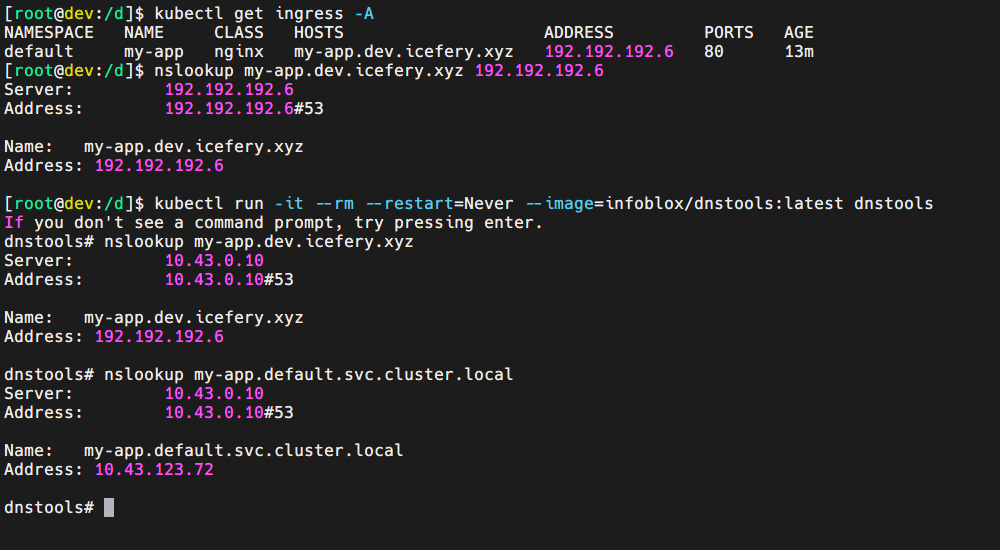 [root@dev:/d]$ kubectl get ingress -A
NAMESPACE   NAME     CLASS   HOSTS                    ADDRESS         PORTS   AGE
default     my-app   nginx   my-app.dev.icefery.xyz   192.192.192.6   80      13m
[root@dev:/d]$ nslookup my-app.dev.icefery.xyz 192.192.192.6
Server:         192.192.192.6
Address:        192.192.192.6#53

Name:   my-app.dev.icefery.xyz
Address: 192.192.192.6

[root@dev:/d]$ kubectl run -it --rm --restart=Never --image=infoblox/dnstools:latest dnstools
If you don't see a command prompt, try pressing enter.
dnstools# nslookup my-app.dev.icefery.xyz
Server:         10.43.0.10
Address:        10.43.0.10#53

Name:   my-app.dev.icefery.xyz
Address: 192.192.192.6

dnstools# nslookup my-app.default.svc.cluster.local
Server:         10.43.0.10
Address:        10.43.0.10#53

Name:   my-app.default.svc.cluster.local
Address: 10.43.123.72

dnstools#